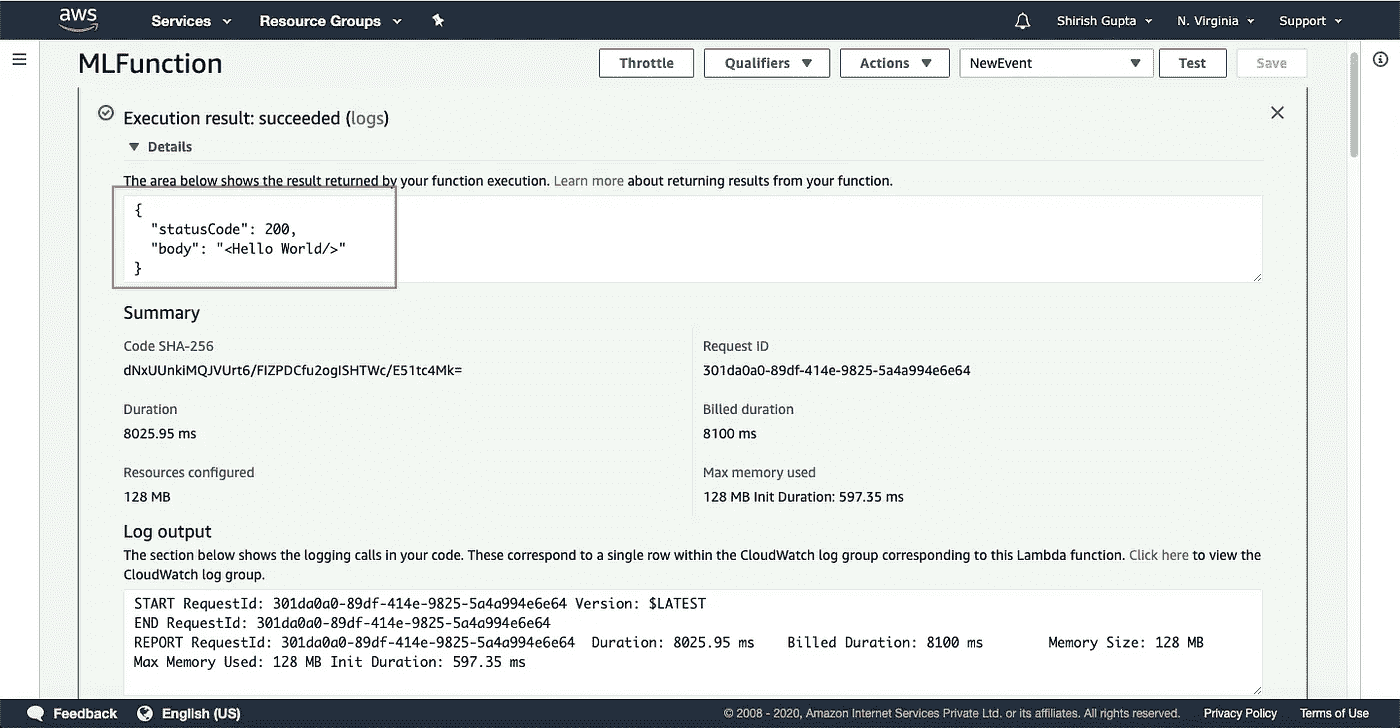 aws Services Resource Groups Shirish Gupta N. Virginia Support
MLFunction Throttle Qualifiers Actions NewEvent Test Save
Execution result: succeeded (logs)
Details
The area below shows the result returned by your function execution. Learn more about returning results from your function.
{
"statusCode": 200,
"body": "<Hello World/>"
}
Summary
Code SHA-256
dNxUUnkiMQJVUrt6/FIZPDCfu2ogISHTWc/E51tc4Mk=
Request ID
301da0a0-89df-414e-9825-5a4a994e6e64
Duration
8025.95 ms
Billed duration
8100 ms
Resources configured
128 MB
Max memory used
128 MB Init Duration: 597.35 ms
Log output
The section below shows the logging calls in your code. These correspond to a single row within the CloudWatch log group corresponding to this Lambda function. Click here to view the
CloudWatch log group.
START RequestId: 301da0a0-89df-414e-9825-5a4a994e6e64 Version: $LATEST
END RequestId: 301da0a0-89df-414e-9825-5a4a994e6e64
REPORT RequestId: 301da0a0-89df-414e-9825-5a4a994e6e64 Duration: 8025.95 ms Billed Duration: 8100 ms Memory Size: 128 MB
Max Memory Used: 128 MB Init Duration: 597.35 ms
Feedback English (US) © 2008 - 2020, Amazon Internet Services Private Ltd. or its affiliates. All rights reserved. Privacy Policy Terms of Use